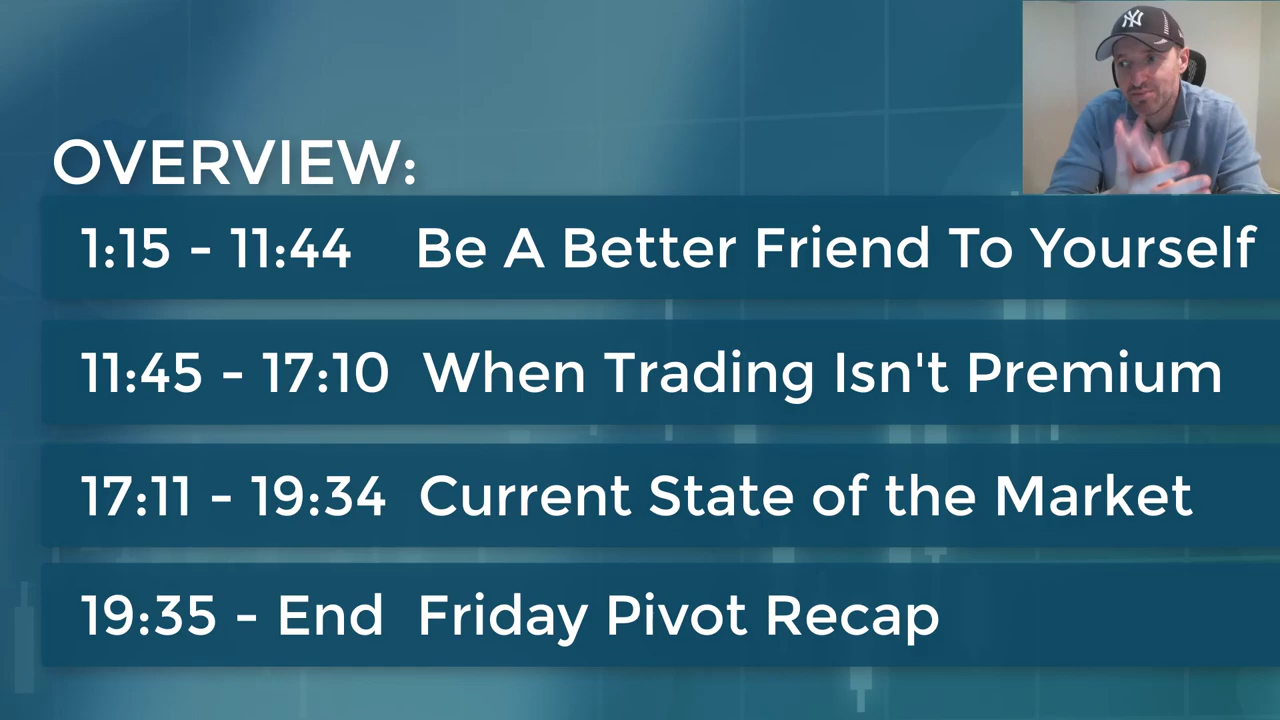 NY
OVERVIEW:
1:15 - 11:44 Be A Better Friend To Yourself
11:45 - 17:10 When Trading Isn't Premium
17:11 - 19:34 Current State of the Market
19:35 - End Friday Pivot Recap